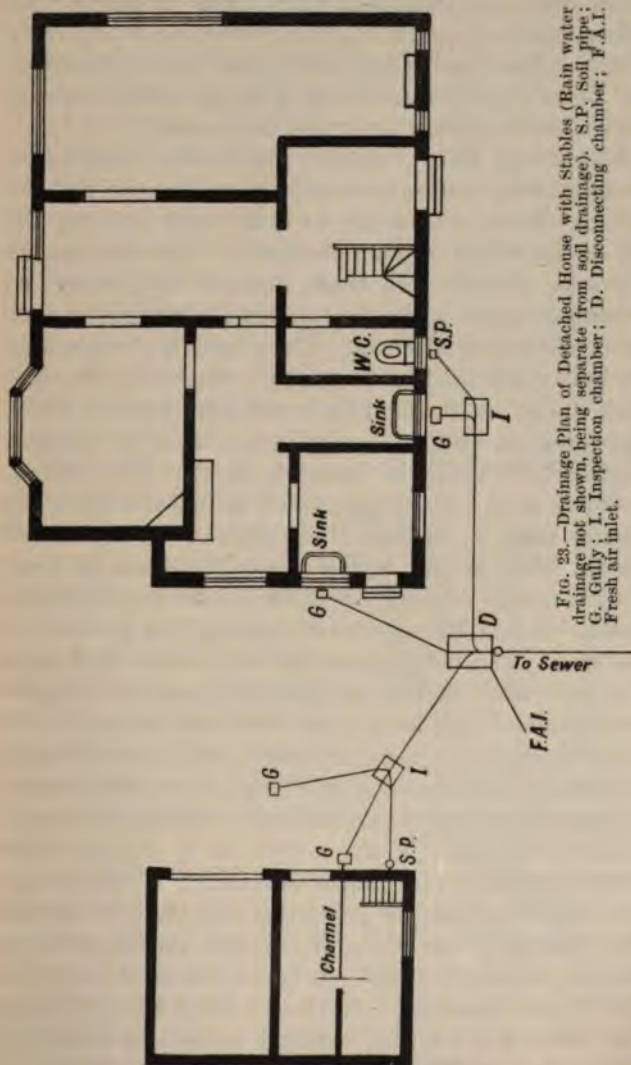 Sink
W.C.
Sink
G
S.P.
G
I
D
To Sewer
F.A.I.
G
I
G
S.P.
Channel
FIG. 23.—Drainage Plan of Detached House with Stables (Rain water
drainage not shown, being separate from soil drainage). S.P. Soil pipe;
G. Gully; I. Inspection chamber; D. Disconnecting chamber; F.A.I.
Fresh air inlet.